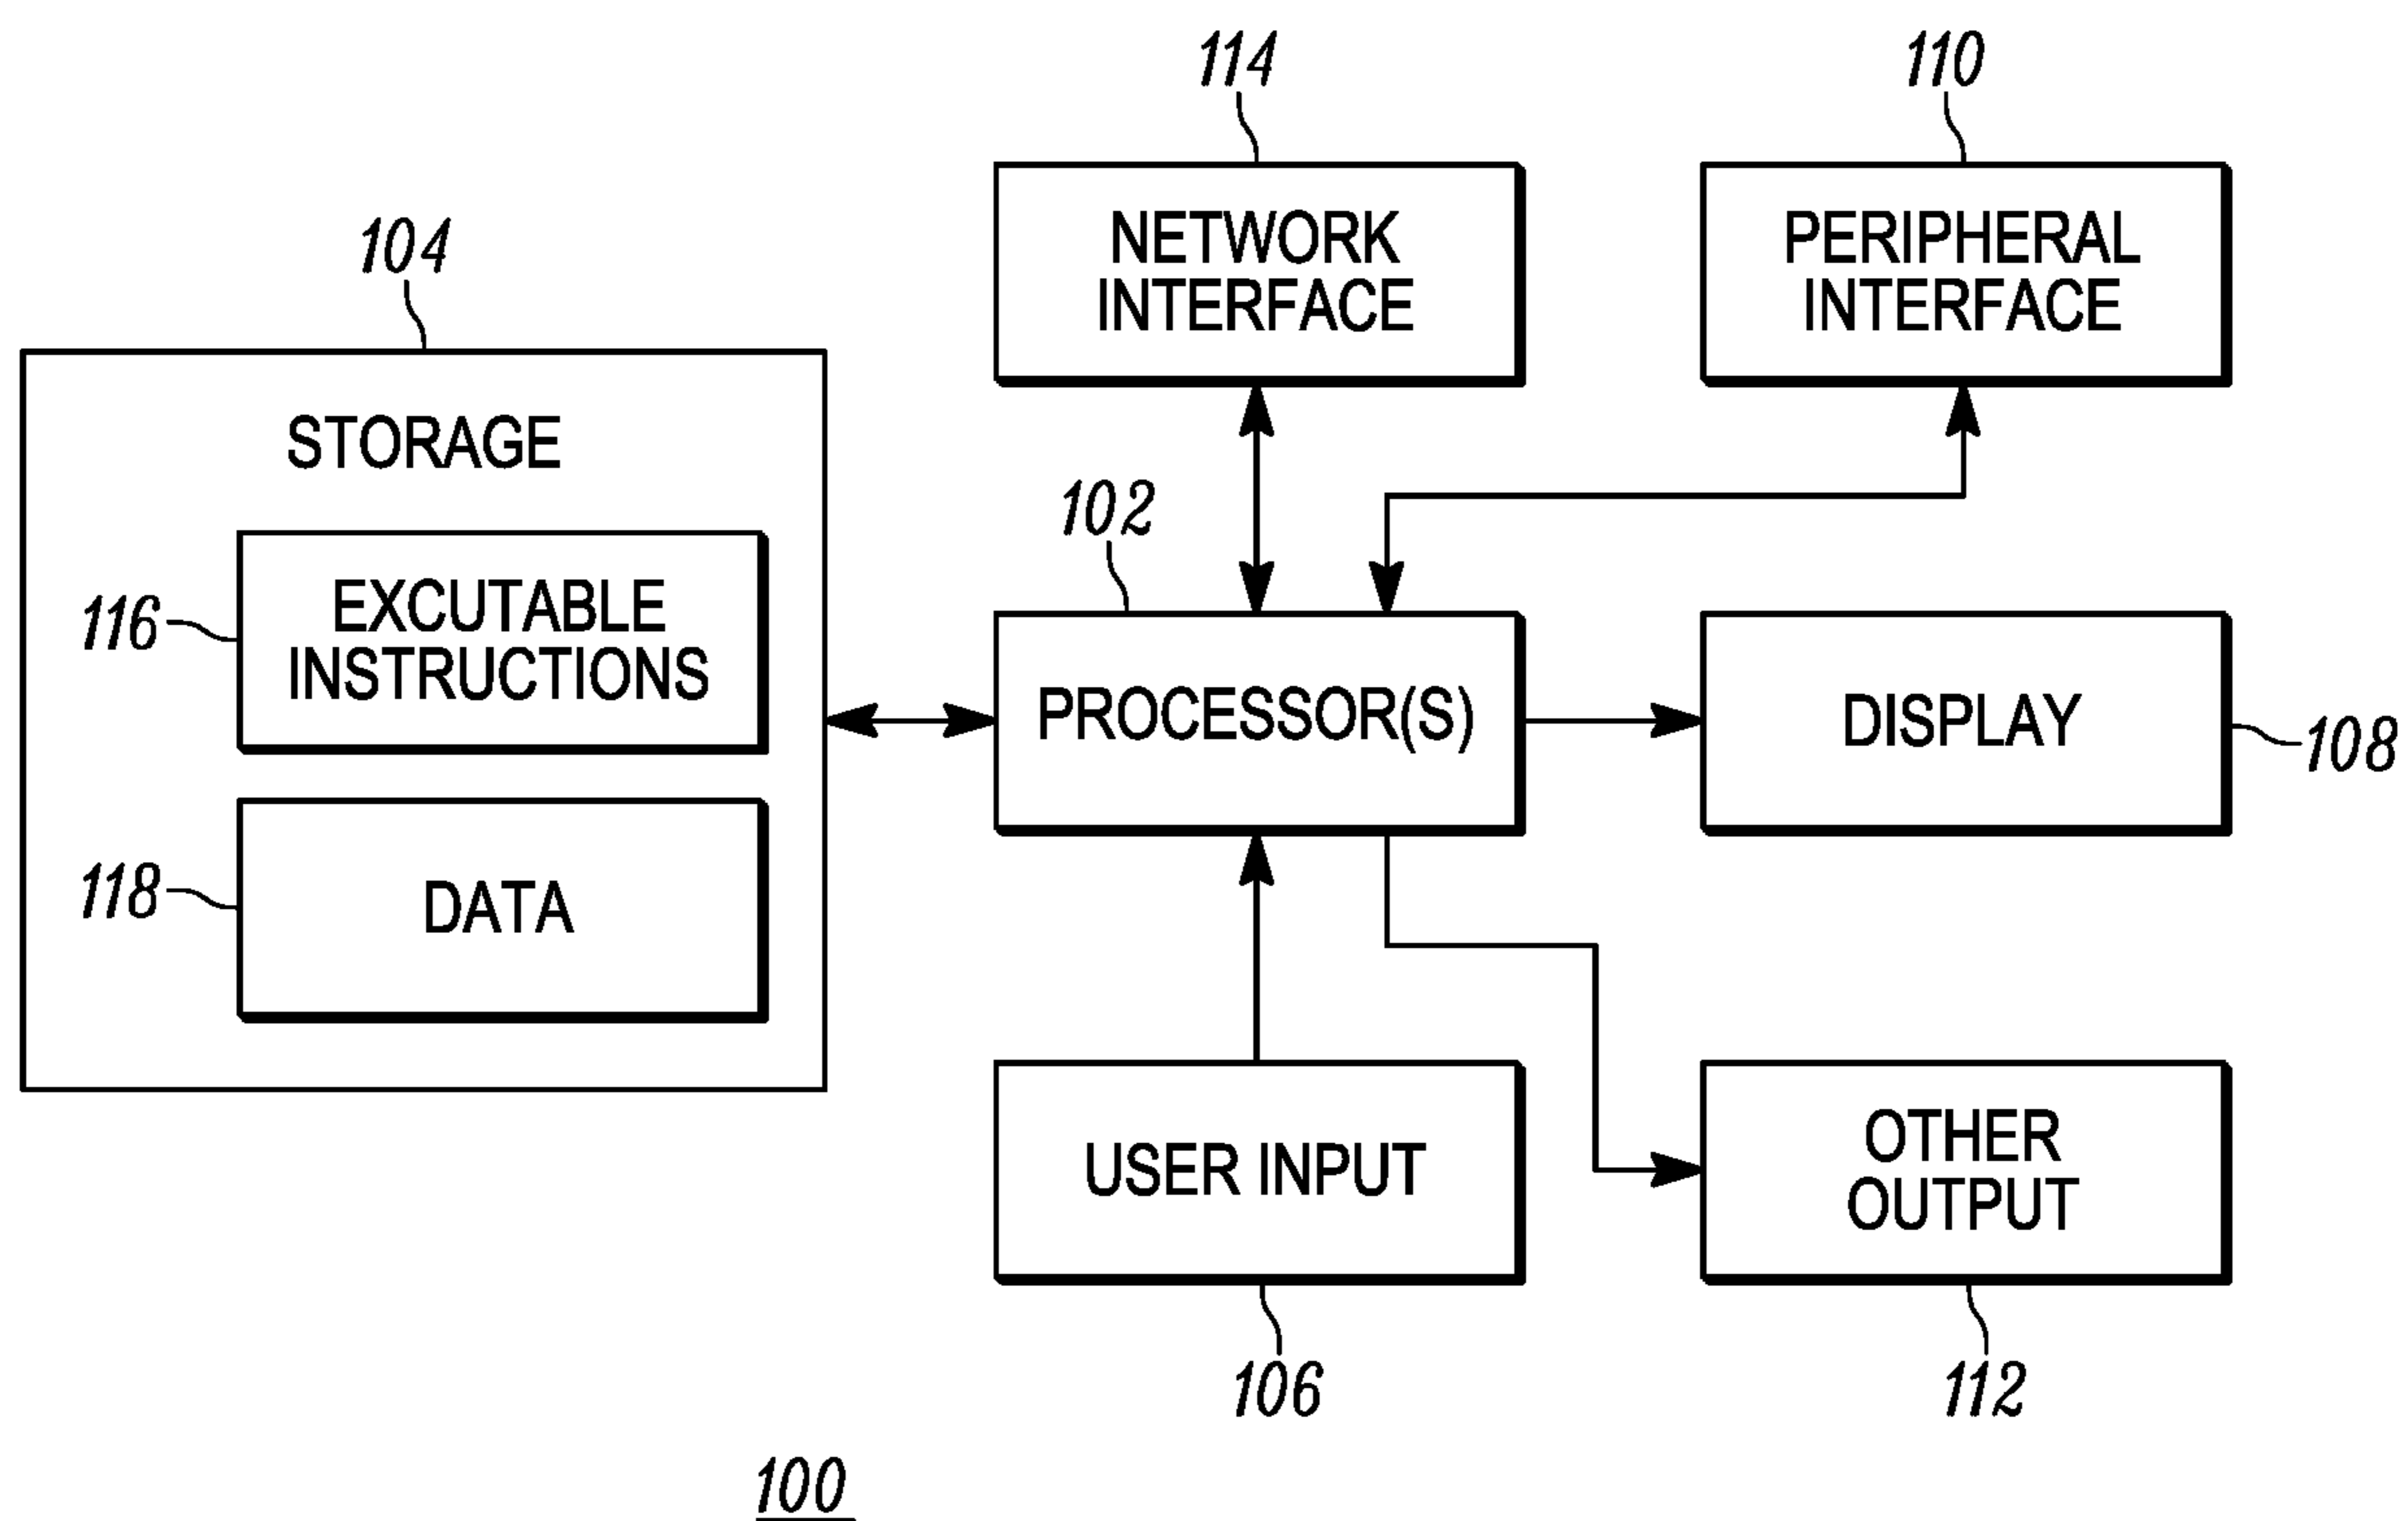 114
110
NETWORK
INTERFACE
PERIPHERAL
INTERFACE
104
STORAGE
102
116
EXCUTABLE
INSTRUCTIONS
PROCESSOR(S)
DISPLAY
108
118
DATA
USER INPUT
OTHER
OUTPUT
106
112
100